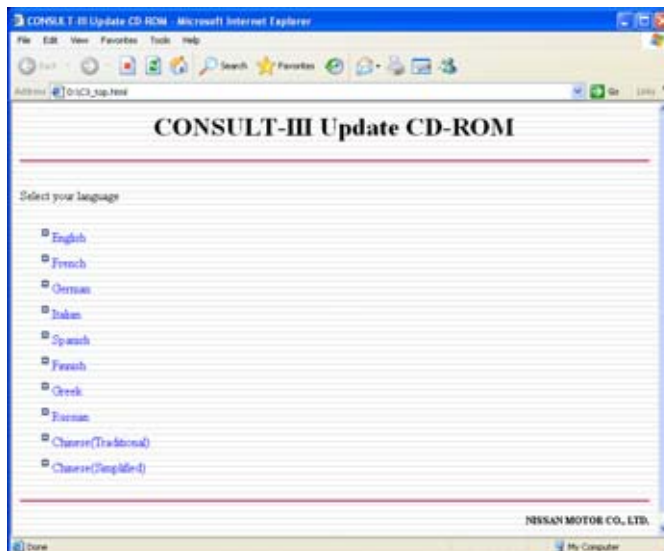 CONSULT-III Update CD-ROM - Microsoft Internet Explorer
File Edit View Favorites Tools Help
Search Favorites
Address D:\C3_top.html Go Links
CONSULT-III Update CD-ROM
Select your language
English
French
German
Italian
Spanish
Greek
Chinese(Traditional)
Chinese(Simplified)
NISSAN MOTOR CO., LTD.
Done My Computer